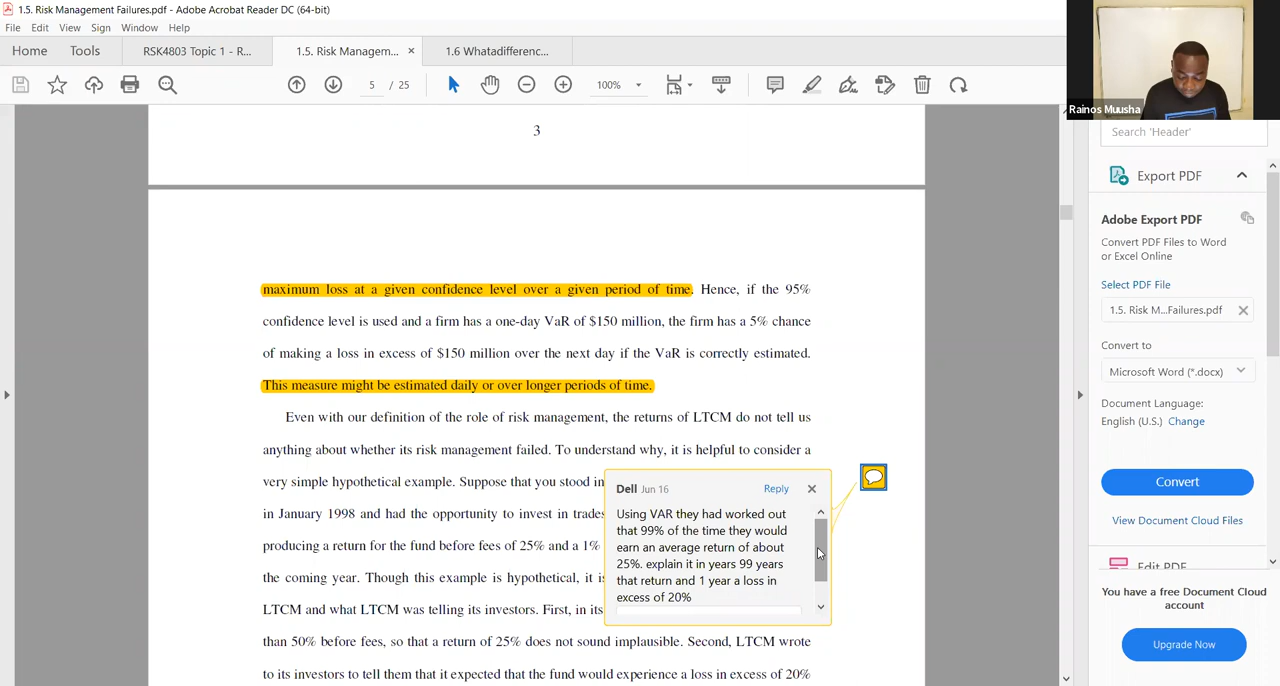 1.5. Risk Management Failures.pdf - Adobe Acrobat Reader DC (64-bit)
File Edit View Sign Window Help
Home Tools RSK4803 Topic 1 - R... 1.5. Risk Managem... × 1.6 Whatadifferenc...
5 / 25 100%
Rainos Muusha
3
maximum loss at a given confidence level over a given period of time. Hence, if the 95%
confidence level is used and a firm has a one-day VaR of $150 million, the firm has a 5% chance
of making a loss in excess of $150 million over the next day if the VaR is correctly estimated.
This measure might be estimated daily or over longer periods of time.
Even with our definition of the role of risk management, the returns of LTCM do not tell us
anything about whether its risk management failed. To understand why, it is helpful to consider a
very simple hypothetical example. Suppose that you stood in
in January 1998 and had the opportunity to invest in trades
producing a return for the fund before fees of 25% and a 1%
the coming year. Though this example is hypothetical, it is
LTCM and what LTCM was telling its investors. First, in its
than 50% before fees, so that a return of 25% does not sound implausible. Second, LTCM wrote
to its investors to tell them that it expected that the fund would experience a loss in excess of 20%
Dell Jun 16 Reply
Using VAR they had worked out
that 99% of the time they would
earn an average return of about
25%. explain it in years 99 years
that return and 1 year a loss in
excess of 20%
Search 'Header'
Export PDF
Adobe Export PDF
Convert PDF Files to Word
or Excel Online
Select PDF File
1.5. Risk M...Failures.pdf
Convert to
Microsoft Word (*.docx)
Document Language:
English (U.S.) Change
Convert
View Document Cloud Files
Edit PDF
You have a free Document Cloud
account
Upgrade Now